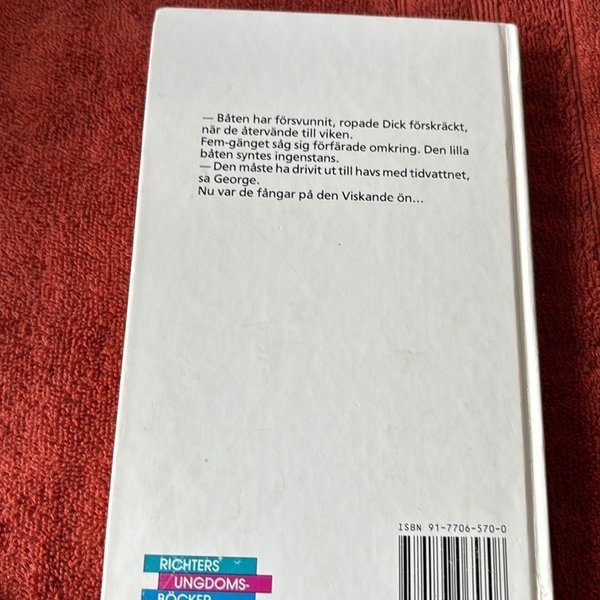 — Båten har försvunnit, ropade Dick förskräckt,
när de återvände till viken.
Fem-gänget såg sig förfärade omkring. Den lilla
båten syntes ingenstans.
— Den måste ha drivit ut till havs med tidvattnet,
sa George.
Nu var de fångar på den Viskande ön...
ISBN 91-7706-570-0
RICHTERS
UNGDOMS-
BÖCKER